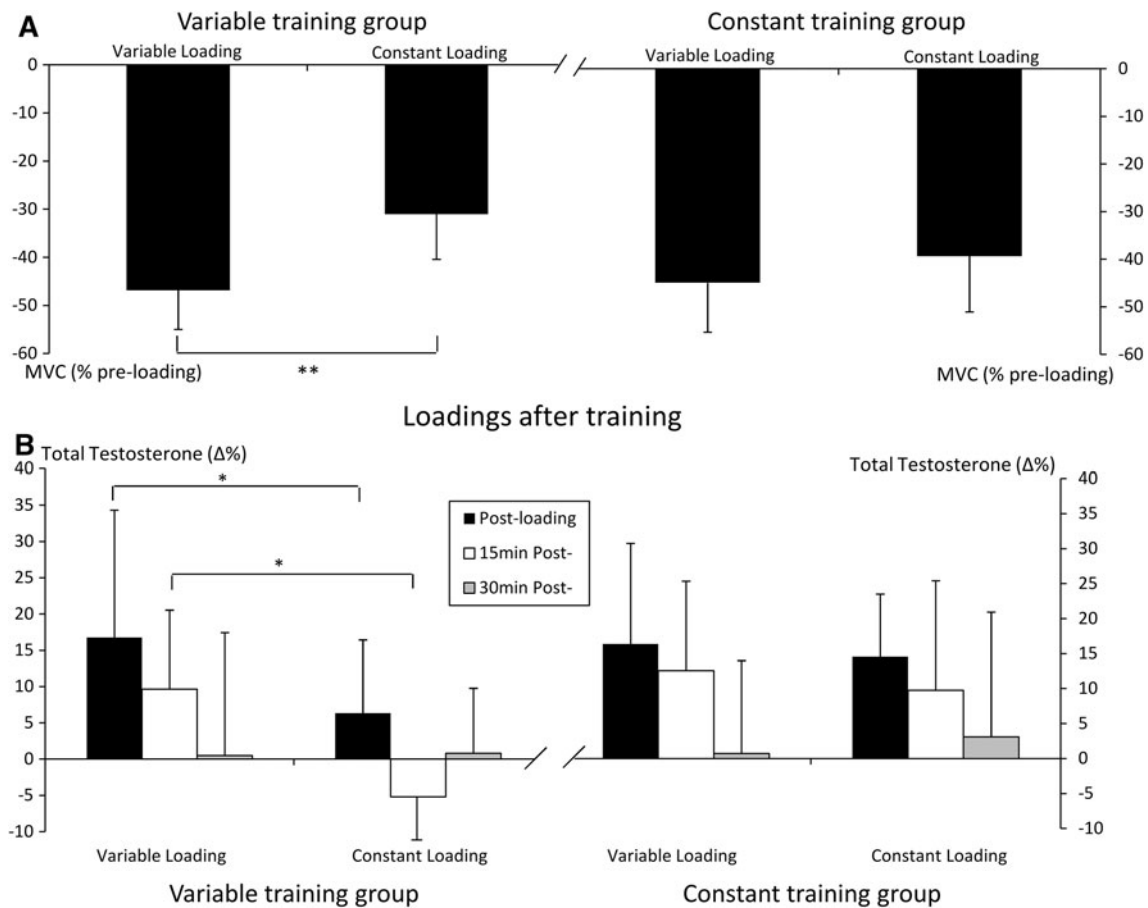 A
Variable training group
Constant training group
Variable Loading
Constant Loading
Variable Loading
Constant Loading
0
-10
-20
-30
-40
-50
-60
0
-10
-20
-30
-40
-50
-60
MVC (% pre-loading)
**
MVC (% pre-loading)
Loadings after training
B
Total Testosterone (Δ%)
Total Testosterone (Δ%)
40
35
30
25
20
15
10
5
0
-5
-10
*
*
Post-loading
15min Post-
30min Post-
40
35
30
25
20
15
10
5
0
-5
-10
Variable Loading
Constant Loading
Variable Loading
Constant Loading
Variable training group
Constant training group